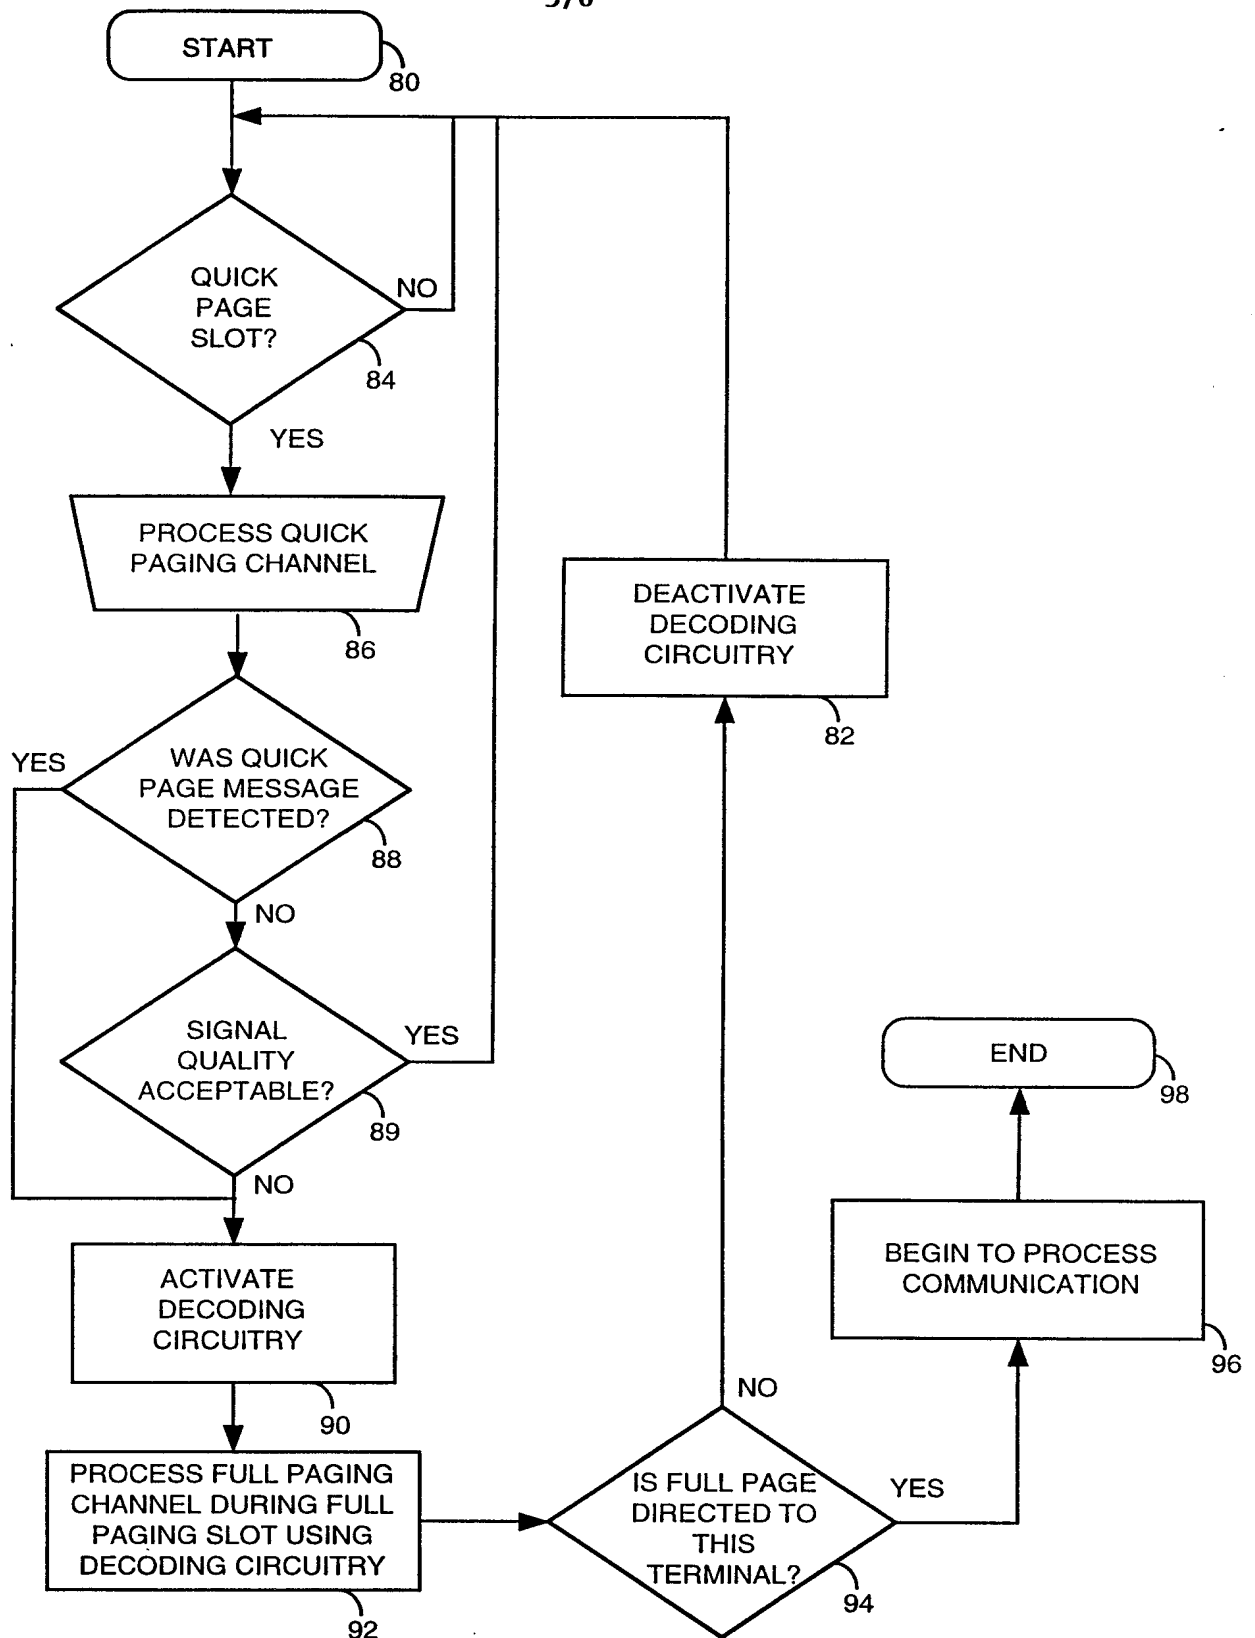 START
80
QUICK
PAGE
SLOT?
NO
84
YES
PROCESS QUICK
PAGING CHANNEL
86
DEACTIVATE
DECODING
CIRCUITRY
82
YES
WAS QUICK
PAGE MESSAGE
DETECTED?
88
NO
SIGNAL
QUALITY
ACCEPTABLE?
YES
89
NO
END
98
ACTIVATE
DECODING
CIRCUITRY
90
BEGIN TO PROCESS
COMMUNICATION
96
PROCESS FULL PAGING
CHANNEL DURING FULL
PAGING SLOT USING
DECODING CIRCUITRY
92
NO
IS FULL PAGE
DIRECTED TO
THIS
TERMINAL?
YES
94